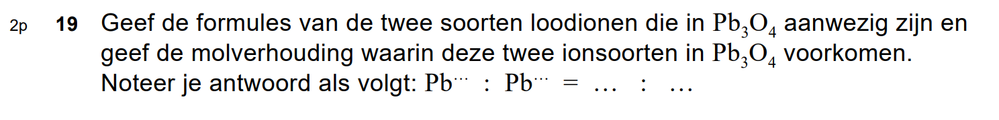 2p 19 Geef de formules van de twee soorten loodionen die in Pb₃O₄ aanwezig zijn en
geef de molverhouding waarin deze twee ionsoorten in Pb₃O₄ voorkomen.
Noteer je antwoord als volgt: Pb··· : Pb··· = … : …